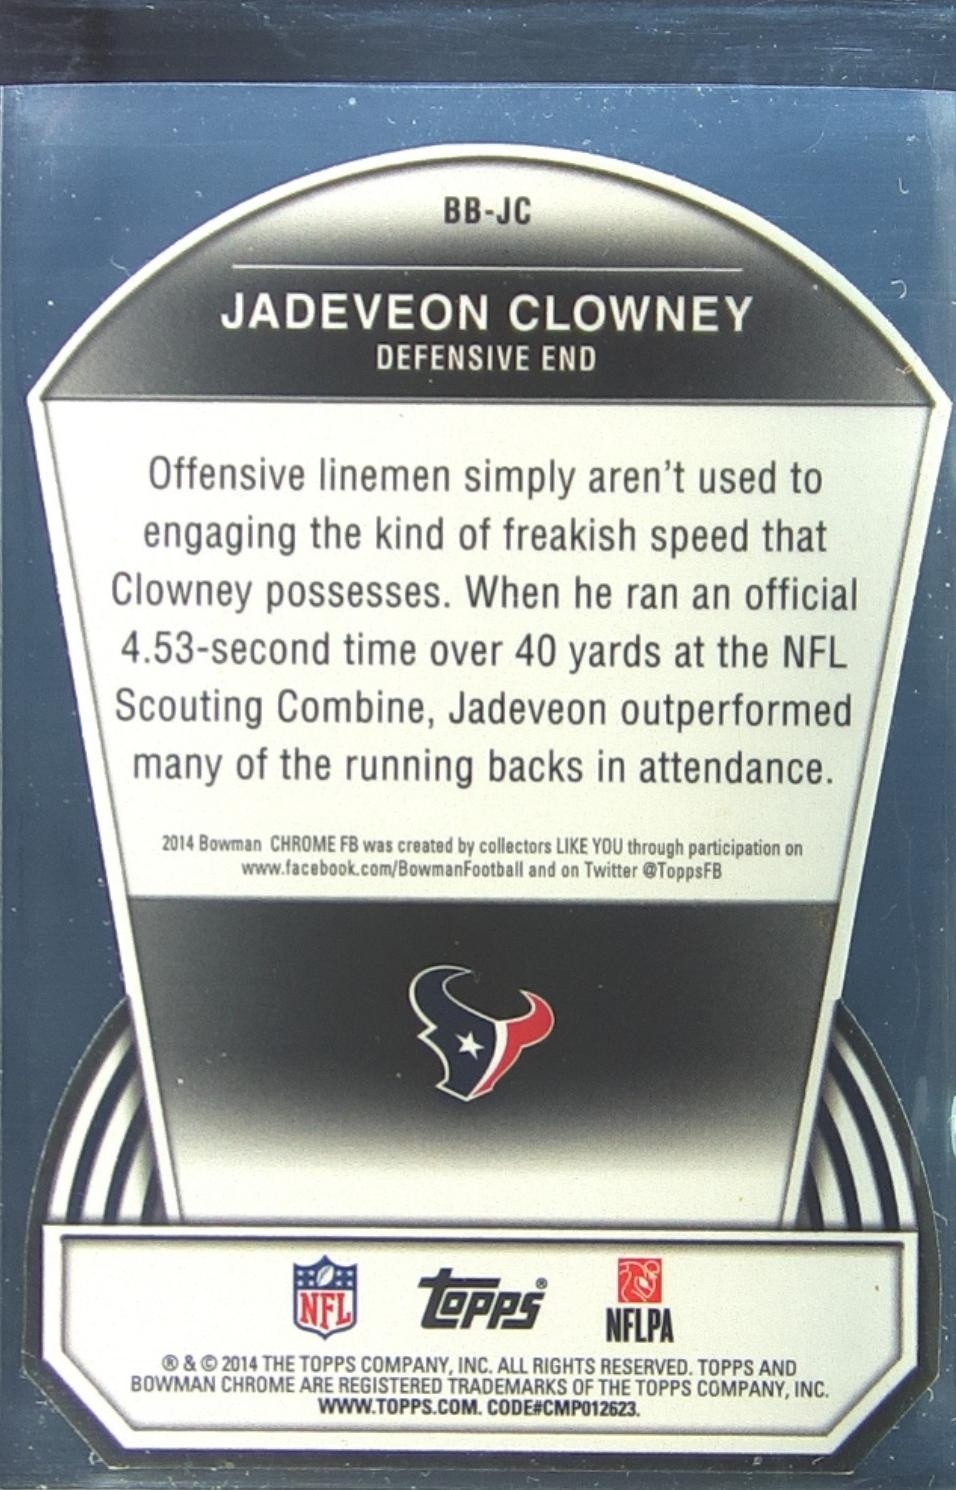 BB-JC
JADEVEON CLOWNEY
DEFENSIVE END
Offensive linemen simply aren't used to
engaging the kind of freakish speed that
Clowney possesses. When he ran an official
4.53-second time over 40 yards at the NFL
Scouting Combine, Jadeveon outperformed
many of the running backs in attendance.
2014 Bowman CHROME FB was created by collectors LIKE YOU through participation on
www.facebook.com/BowmanFootball and on Twitter @ToppsFB
NFL topps® NFLPA
® & © 2014 THE TOPPS COMPANY, INC. ALL RIGHTS RESERVED. TOPPS AND
BOWMAN CHROME ARE REGISTERED TRADEMARKS OF THE TOPPS COMPANY, INC.
WWW.TOPPS.COM. CODE#CMP012623.